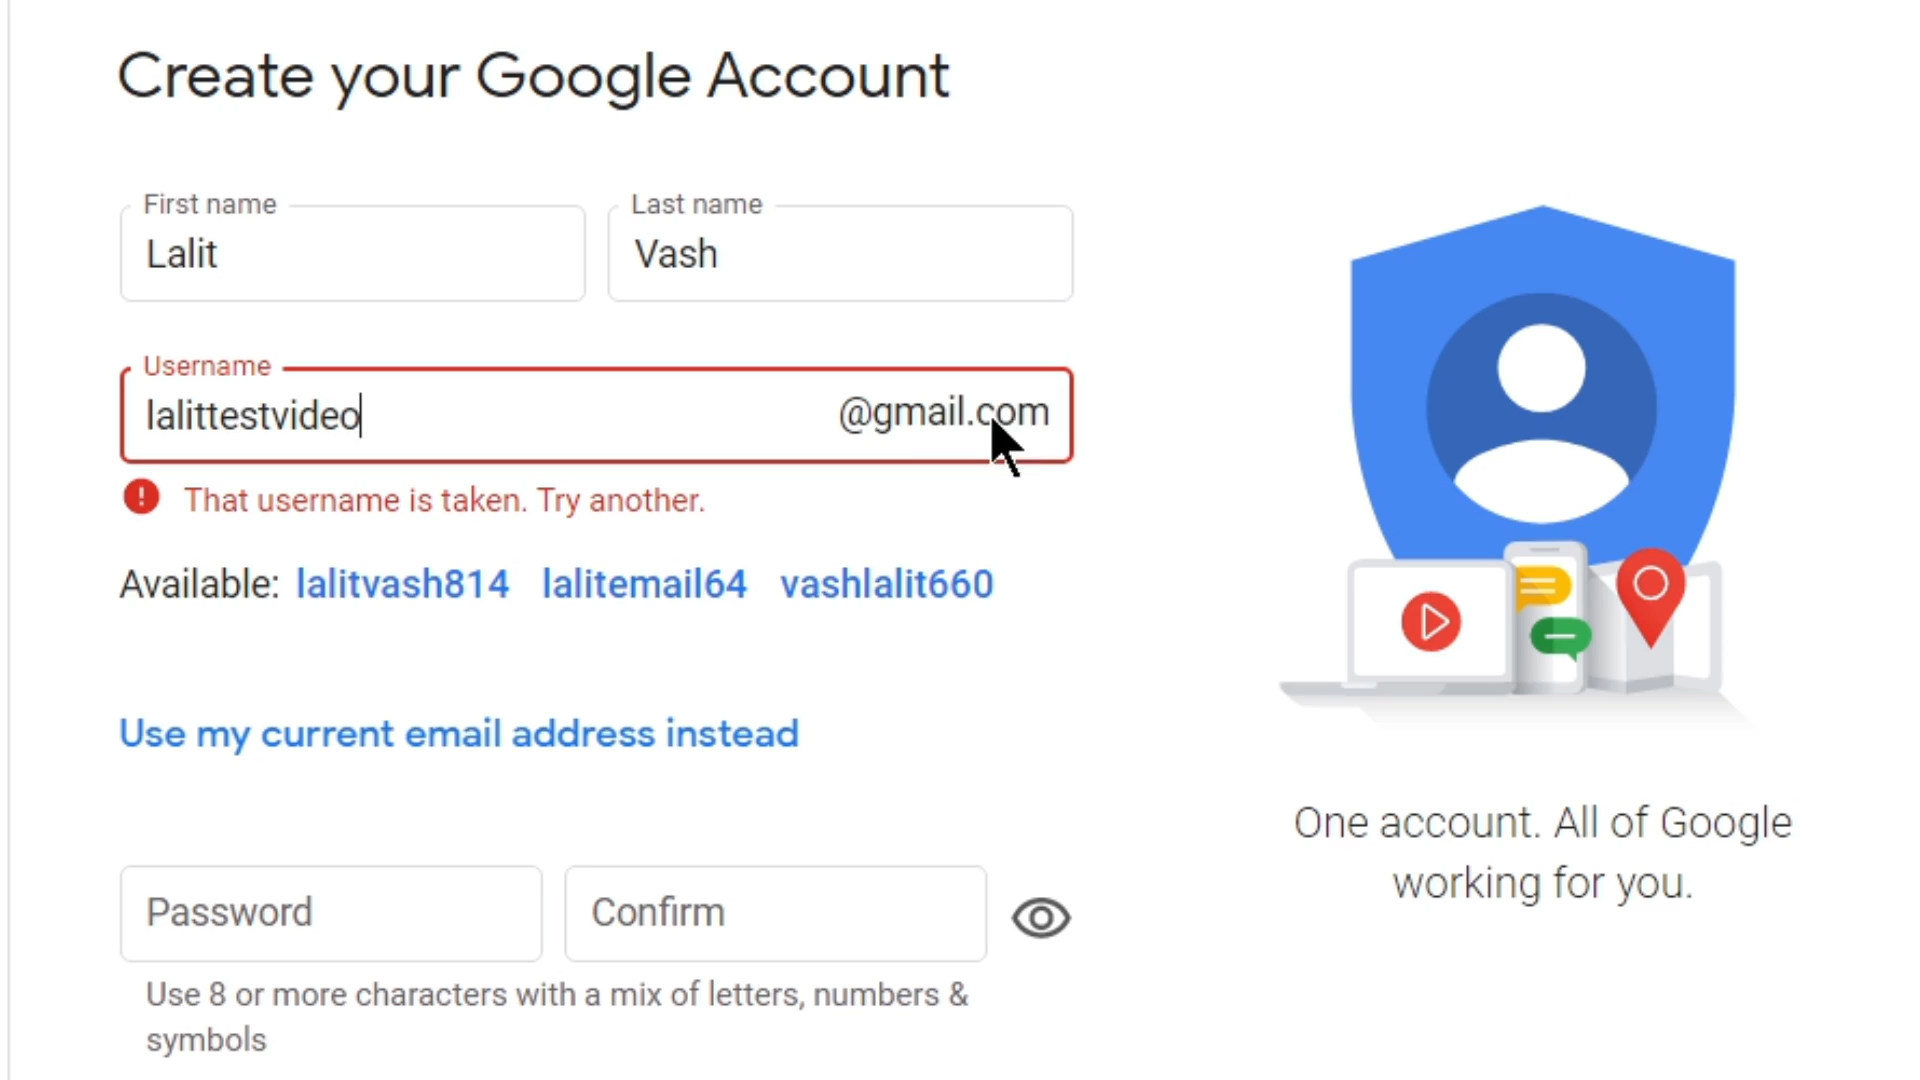 Create your Google Account
First name
Last name
Lalit
Vash
Username
lalittestvideo
@gmail.com
That username is taken. Try another.
Available: lalitvash814 lalitemail64 vashlalit660
Use my current email address instead
Password
Confirm
Use 8 or more characters with a mix of letters, numbers &
symbols
One account. All of Google
working for you.